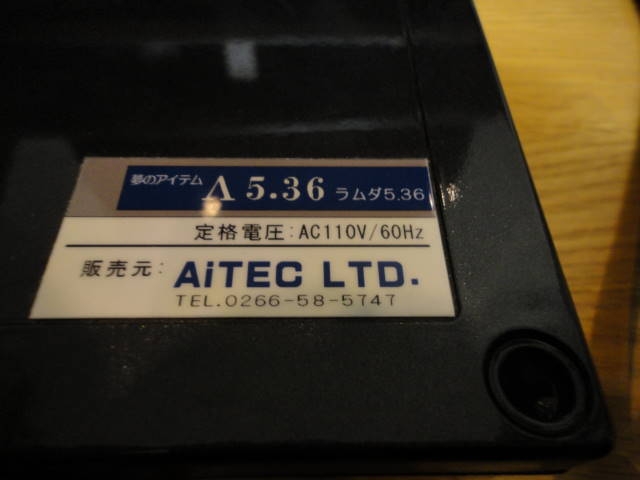 夢のアイテム Λ 5.36 ラムダ5.36
定格電圧:AC110V/60Hz
販売元: AiTEC LTD.
TEL.0266-58-5747